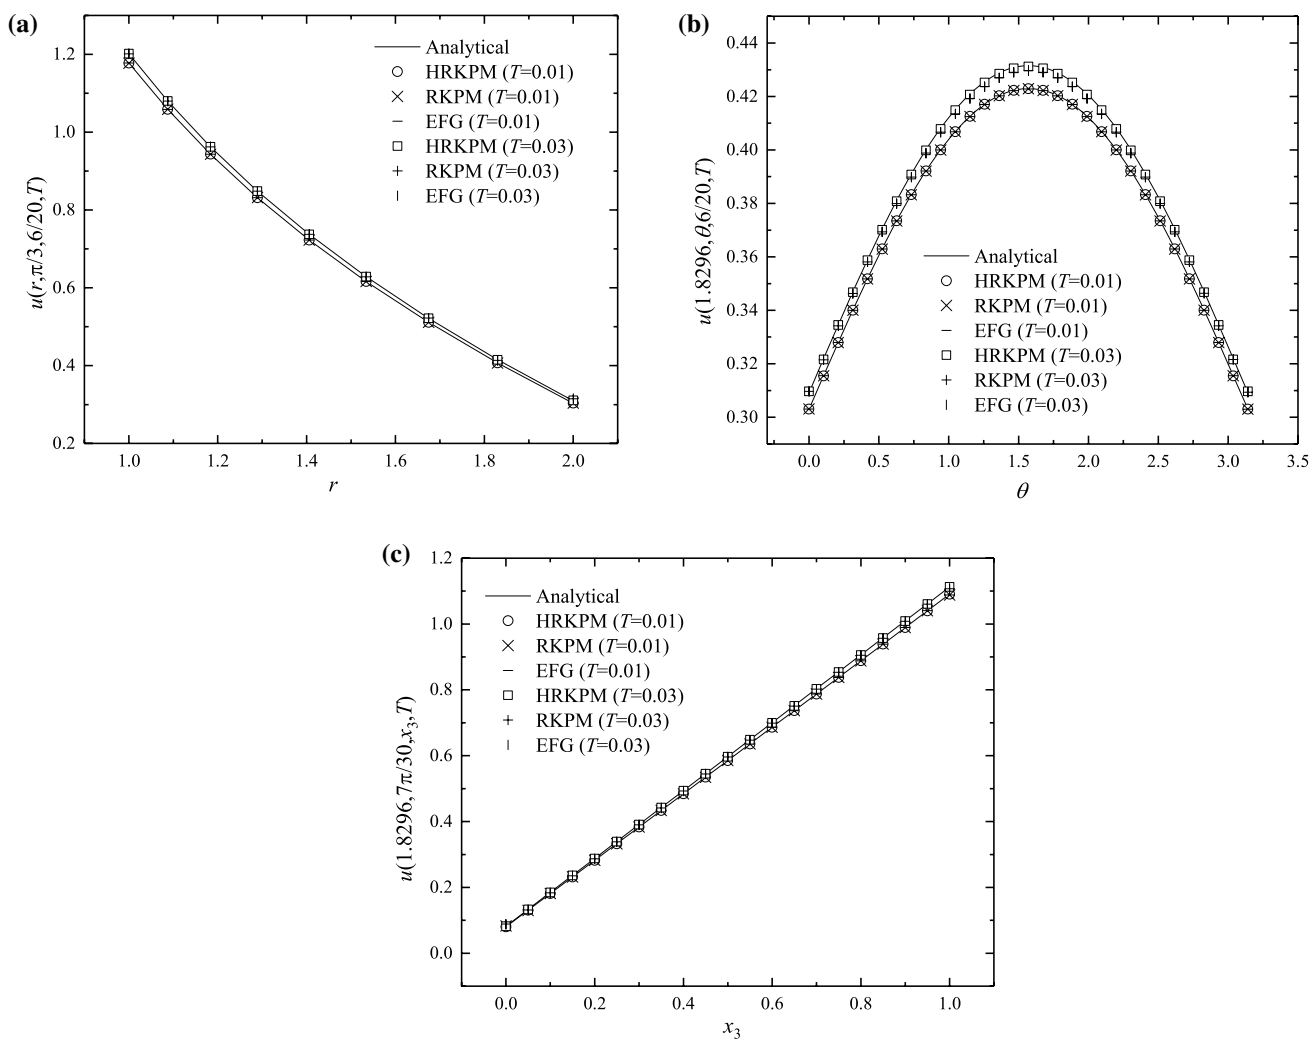 (a)
1.2
1.0
0.8
0.6
0.4
0.2
u(r,π/3,6/20,T)
Analytical
HRKPM (T=0.01)
RKPM (T=0.01)
EFG (T=0.01)
HRKPM (T=0.03)
RKPM (T=0.03)
EFG (T=0.03)
1.0 1.2 1.4 1.6 1.8 2.0
r
(b)
0.44
0.42
0.40
0.38
0.36
0.34
0.32
0.30
u(1.8296,θ,6/20,T)
Analytical
HRKPM (T=0.01)
RKPM (T=0.01)
EFG (T=0.01)
HRKPM (T=0.03)
RKPM (T=0.03)
EFG (T=0.03)
0.0 0.5 1.0 1.5 2.0 2.5 3.0 3.5
θ
(c)
1.2
1.0
0.8
0.6
0.4
0.2
0.0
u(1.8296,7π/30,x₃,T)
Analytical
HRKPM (T=0.01)
RKPM (T=0.01)
EFG (T=0.01)
HRKPM (T=0.03)
RKPM (T=0.03)
EFG (T=0.03)
0.0 0.2 0.4 0.6 0.8 1.0
x₃